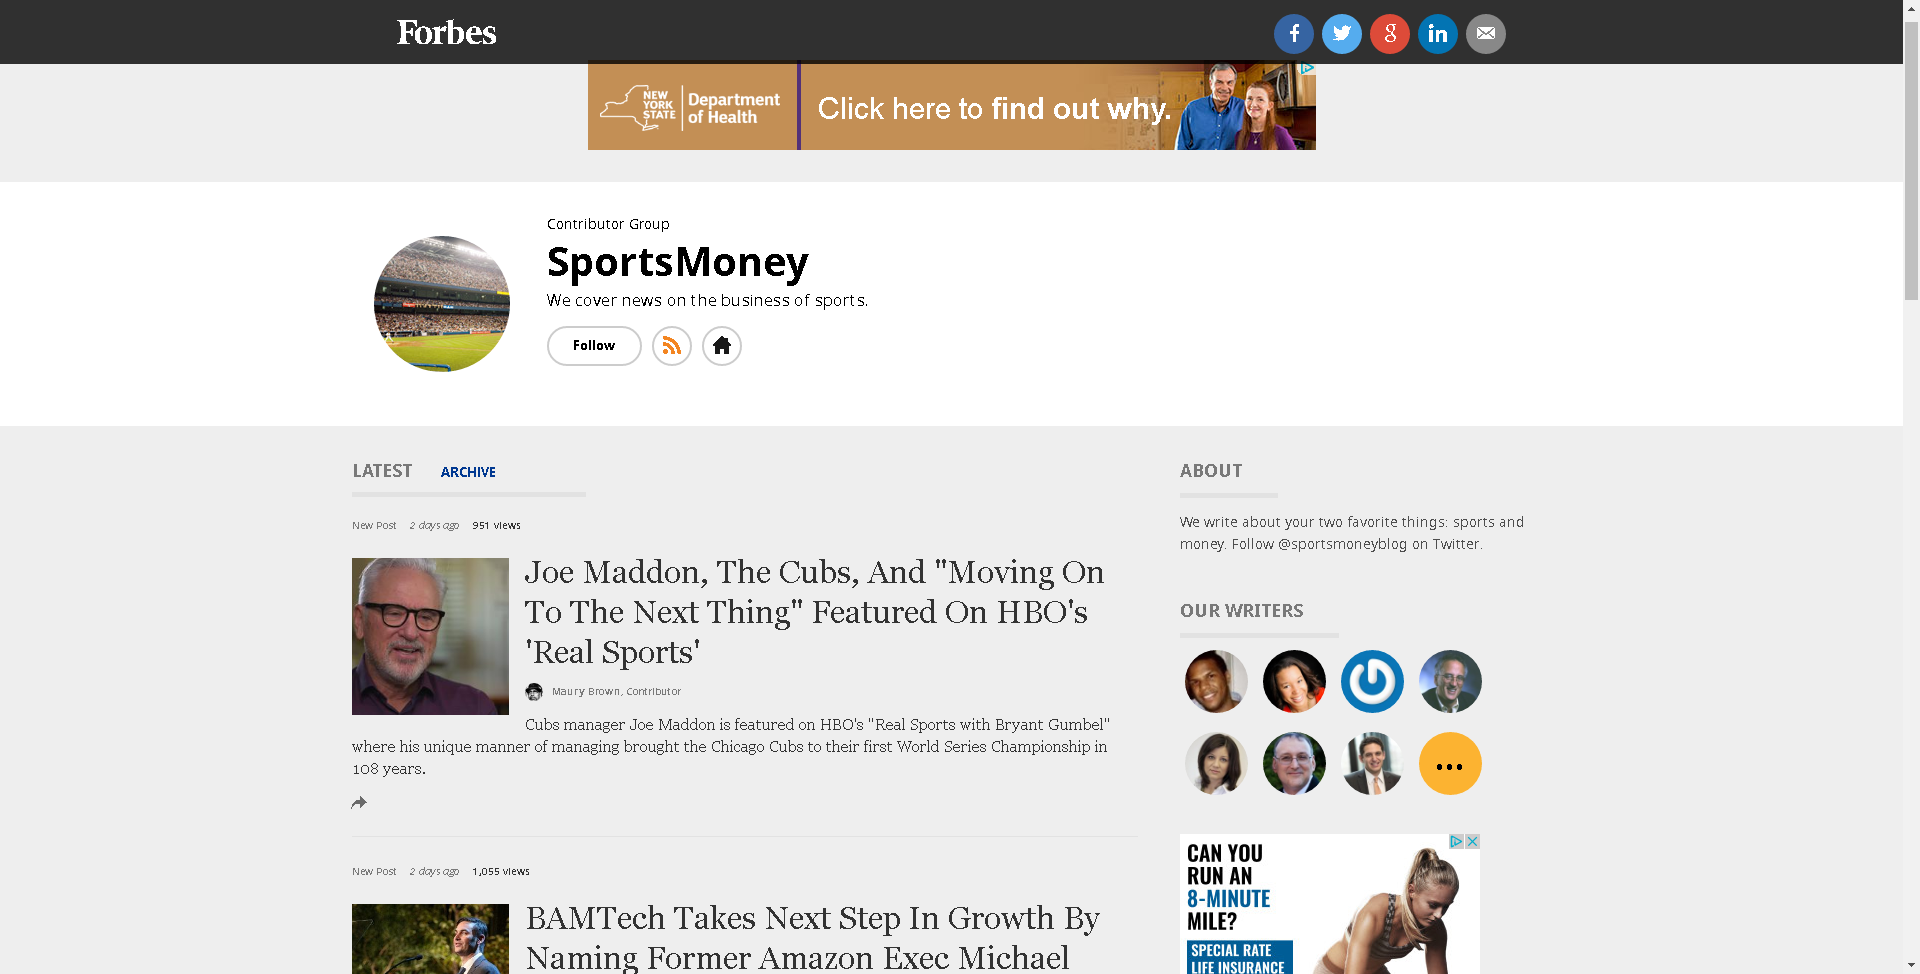 Forbes
NEW YORK STATE
Department of Health
Click here to find out why.
Contributor Group
SportsMoney
We cover news on the business of sports.
Follow
LATEST ARCHIVE
New Post 2 days ago 951 views
Joe Maddon, The Cubs, And "Moving On
To The Next Thing" Featured On HBO's
'Real Sports'
Maury Brown, Contributor
Cubs manager Joe Maddon is featured on HBO's "Real Sports with Bryant Gumbel"
where his unique manner of managing brought the Chicago Cubs to their first World Series Championship in
108 years.
New Post 2 days ago 1,055 views
BAMTech Takes Next Step In Growth By
Naming Former Amazon Exec Michael
ABOUT
We write about your two favorite things: sports and
money. Follow @sportsmoneyblog on Twitter.
OUR WRITERS
CAN YOU
RUN AN
8-MINUTE
MILE?
SPECIAL RATE
LIFE INSURANCE